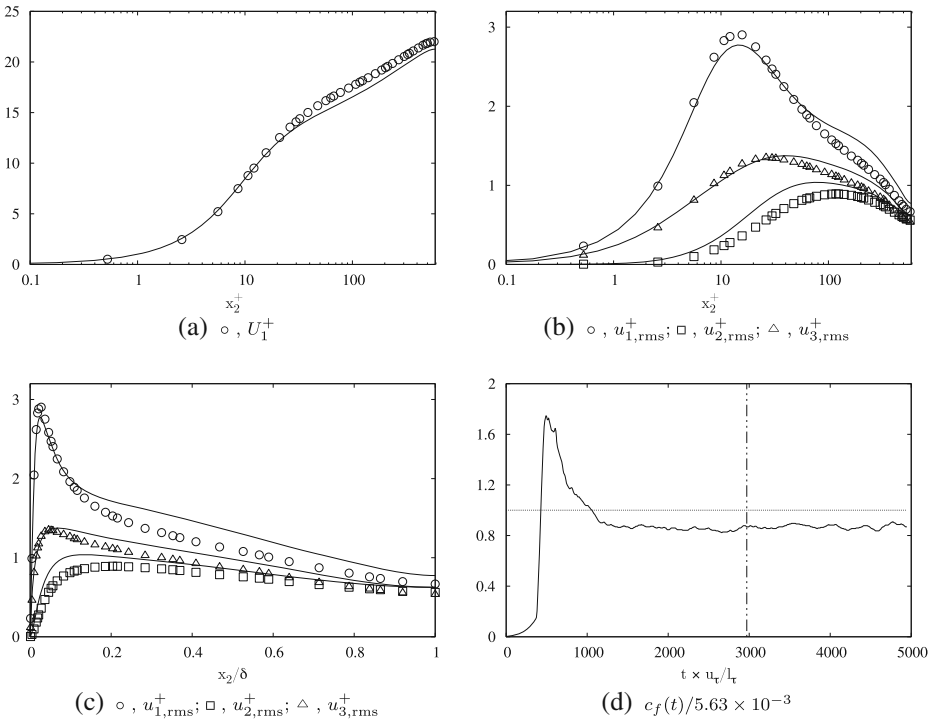 25
20
15
10
5
0
0.1 1 10 100
x₂⁺
(a) ○ , U₁⁺
3
2
1
0
0.1 1 10 100
x₂⁺
(b) ○ , u⁺₁,rms; □ , u⁺₂,rms; △ , u⁺₃,rms
3
2
1
0
0 0.2 0.4 0.6 0.8 1
x₂/δ
(c) ○ , u⁺₁,rms; □ , u⁺₂,rms; △ , u⁺₃,rms
2
1.6
1.2
0.8
0.4
0
0 1000 2000 3000 4000 5000
t × u_τ/l_τ
(d) c_f(t)/5.63 × 10⁻³